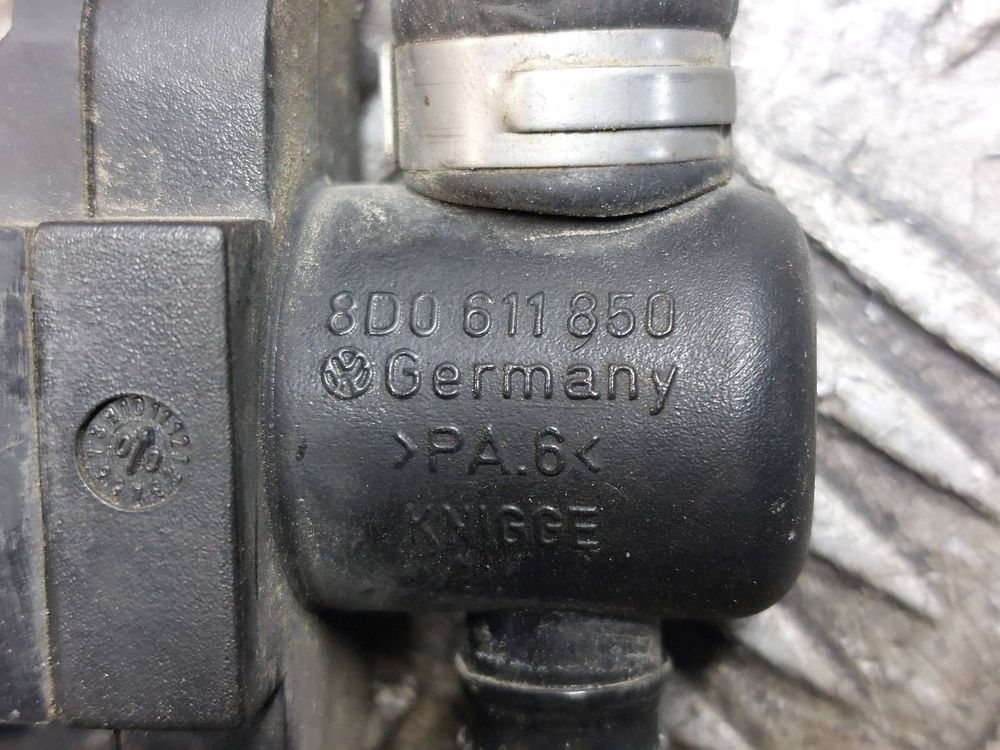 8D0 611 850
Germany
>PA.6<
KNIGGE